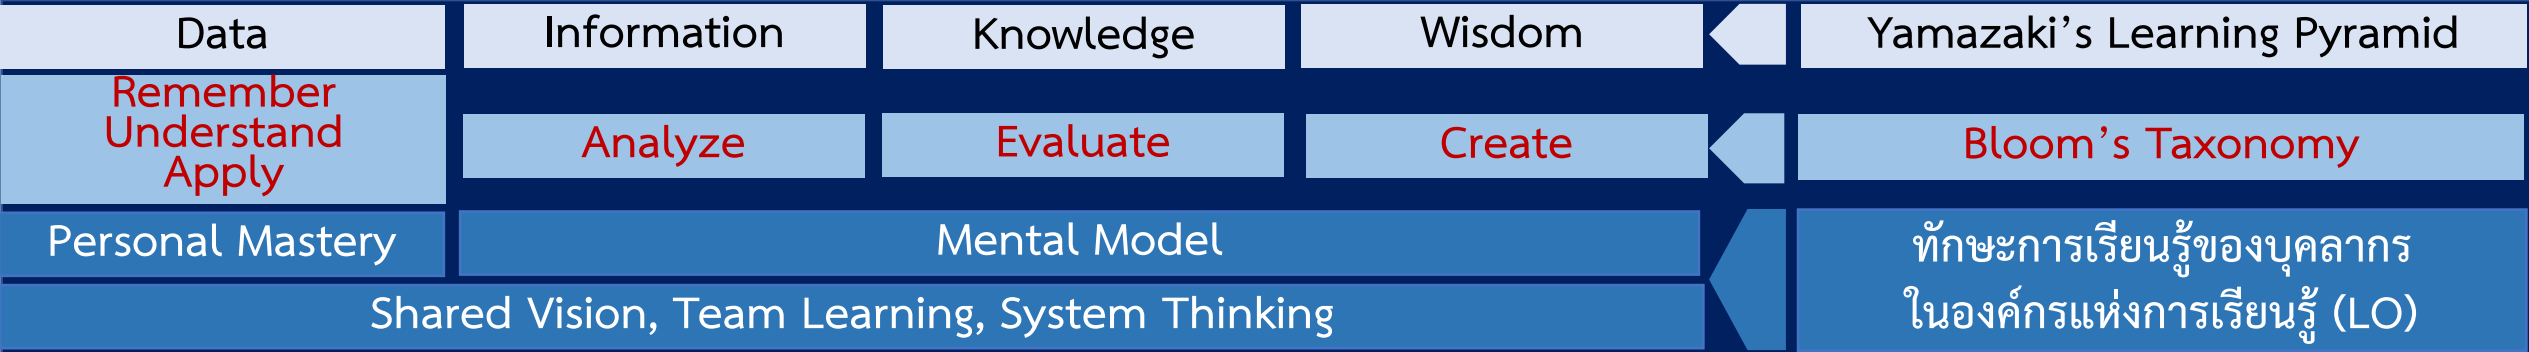 Data
Information
Knowledge
Wisdom
Yamazaki's Learning Pyramid
Remember
Understand
Apply
Analyze
Evaluate
Create
Bloom's Taxonomy
Personal Mastery
Mental Model
ทักษะการเรียนรู้ของบุคลากร
ในองค์กรแห่งการเรียนรู้ (LO)
Shared Vision, Team Learning, System Thinking